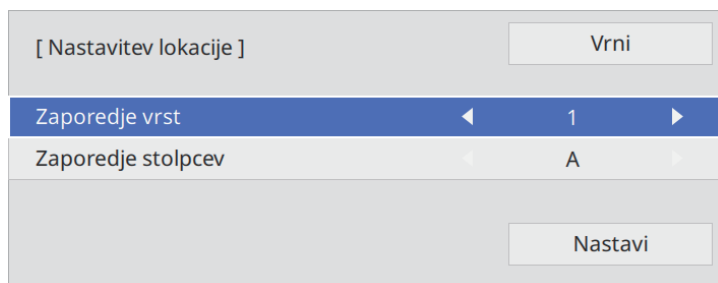 [ Nastavitev lokacije ] Vrni
Zaporedje vrst 1
Zaporedje stolpcev A
Nastavi